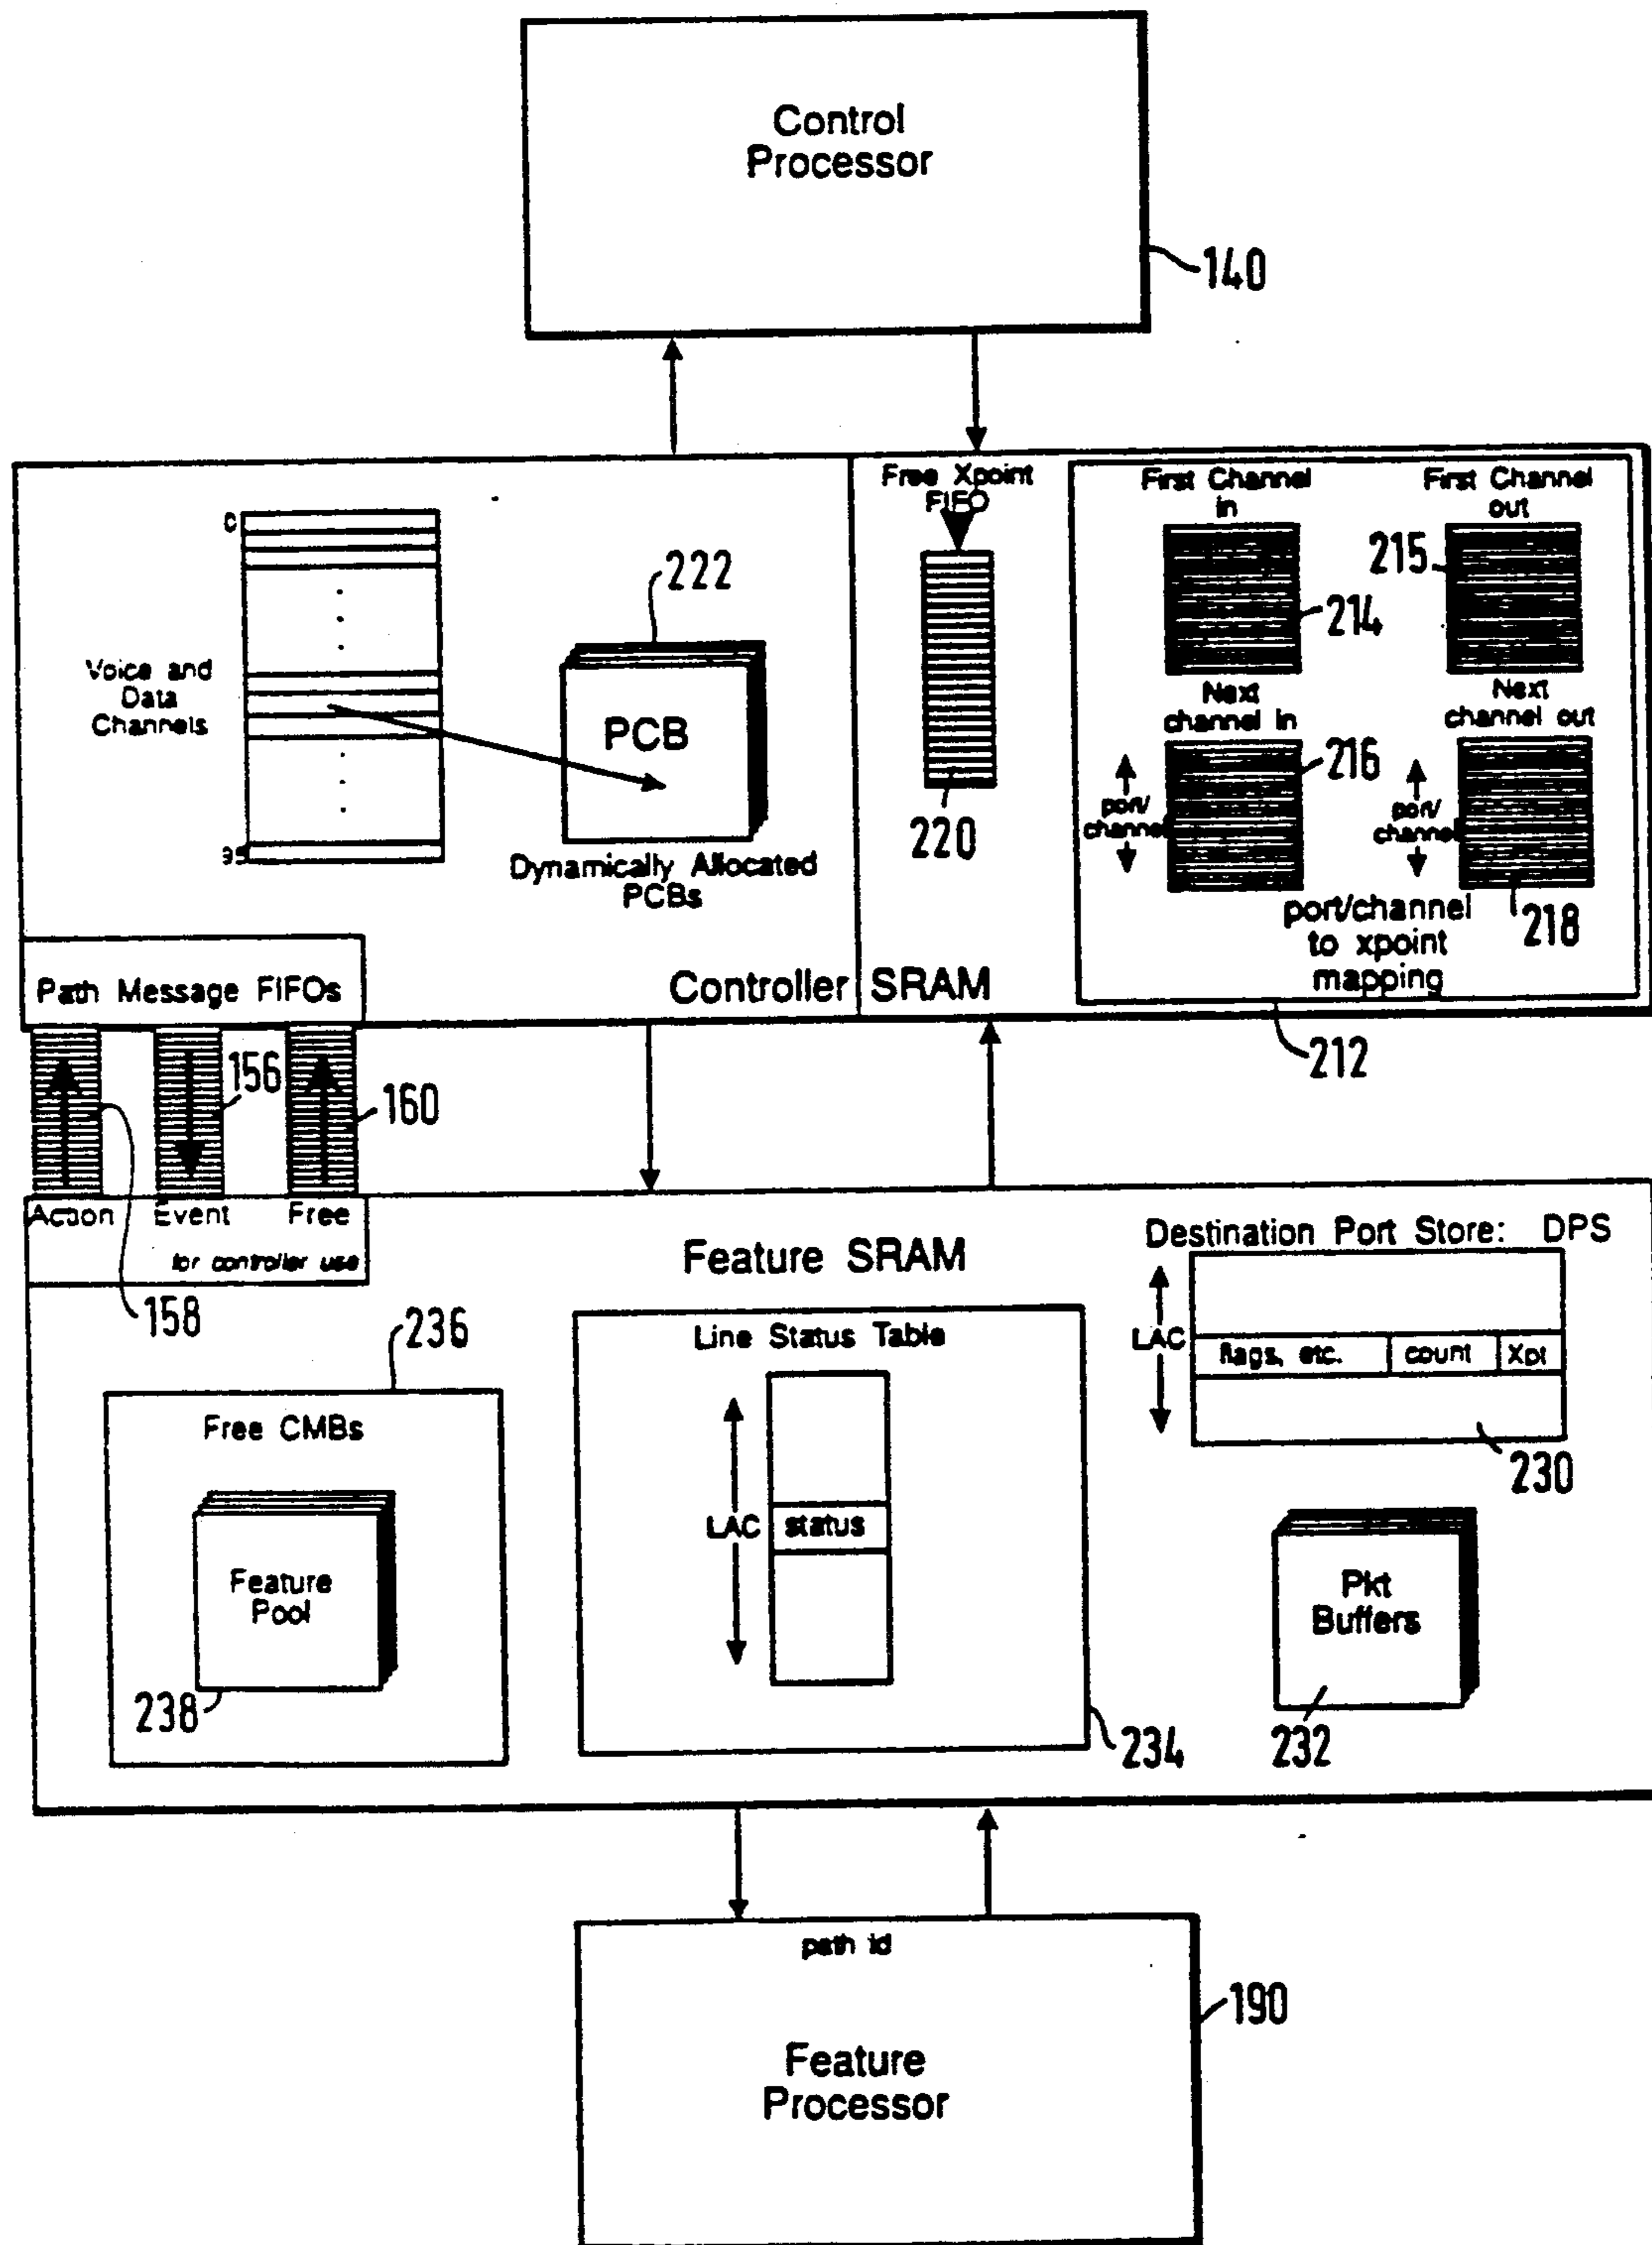 Control
Processor
140
Free Xpoint
FIFO
First Channel
in
First Channel
out
0
222
215
214
Voice and
Data
Channels
PCB
Next
channel in
Next
channel out
216
port/
channel
port/
channel
220
95
Dynamically Allocated
PCBs
port/channel
to xpoint
mapping
218
Path Message FIFOs
Controller SRAM
212
156
160
Action Event Free
for controller use
158
Feature SRAM
Destination Port Store: DPS
LAC
flags, etc. count Xpt
230
236
Free CMBs
Feature
Pool
238
Line Status Table
LAC status
234
Pkt
Buffers
232
path id
190
Feature
Processor